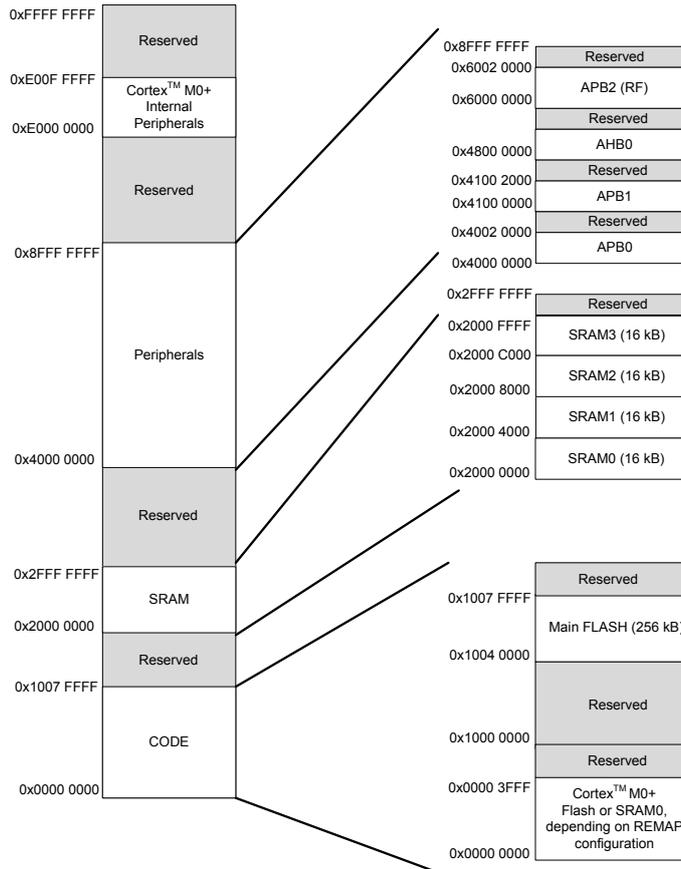 0xFFFF FFFF
Reserved
0xE00F FFFF
Cortex™ M0+
Internal
Peripherals
0xE000 0000
Reserved
0x8FFF FFFF
Peripherals
0x4000 0000
Reserved
0x2FFF FFFF
SRAM
0x2000 0000
Reserved
0x1007 FFFF
CODE
0x0000 0000
0x8FFF FFFF
Reserved
0x6002 0000
APB2 (RF)
0x6000 0000
Reserved
AHB0
0x4800 0000
Reserved
0x4100 2000
APB1
0x4100 0000
Reserved
0x4002 0000
APB0
0x4000 0000
0x2FFF FFFF
Reserved
0x2000 FFFF
SRAM3 (16 kB)
0x2000 C000
SRAM2 (16 kB)
0x2000 8000
SRAM1 (16 kB)
0x2000 4000
SRAM0 (16 kB)
0x2000 0000
Reserved
0x1007 FFFF
Main FLASH (256 kB)
0x1004 0000
Reserved
0x1000 0000
Reserved
0x0000 3FFF
Cortex™ M0+
Flash or SRAM0,
depending on REMAP
configuration
0x0000 0000